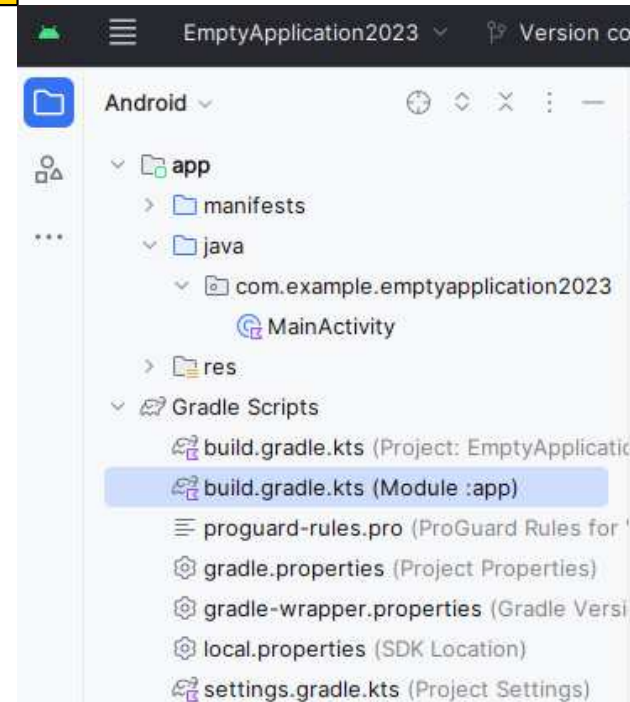 EmptyApplication2023 Version co
Android
app
manifests
java
com.example.emptyapplication2023
MainActivity
res
Gradle Scripts
build.gradle.kts (Project: EmptyApplicatio
build.gradle.kts (Module :app)
proguard-rules.pro (ProGuard Rules for "
gradle.properties (Project Properties)
gradle-wrapper.properties (Gradle Versi
local.properties (SDK Location)
settings.gradle.kts (Project Settings)